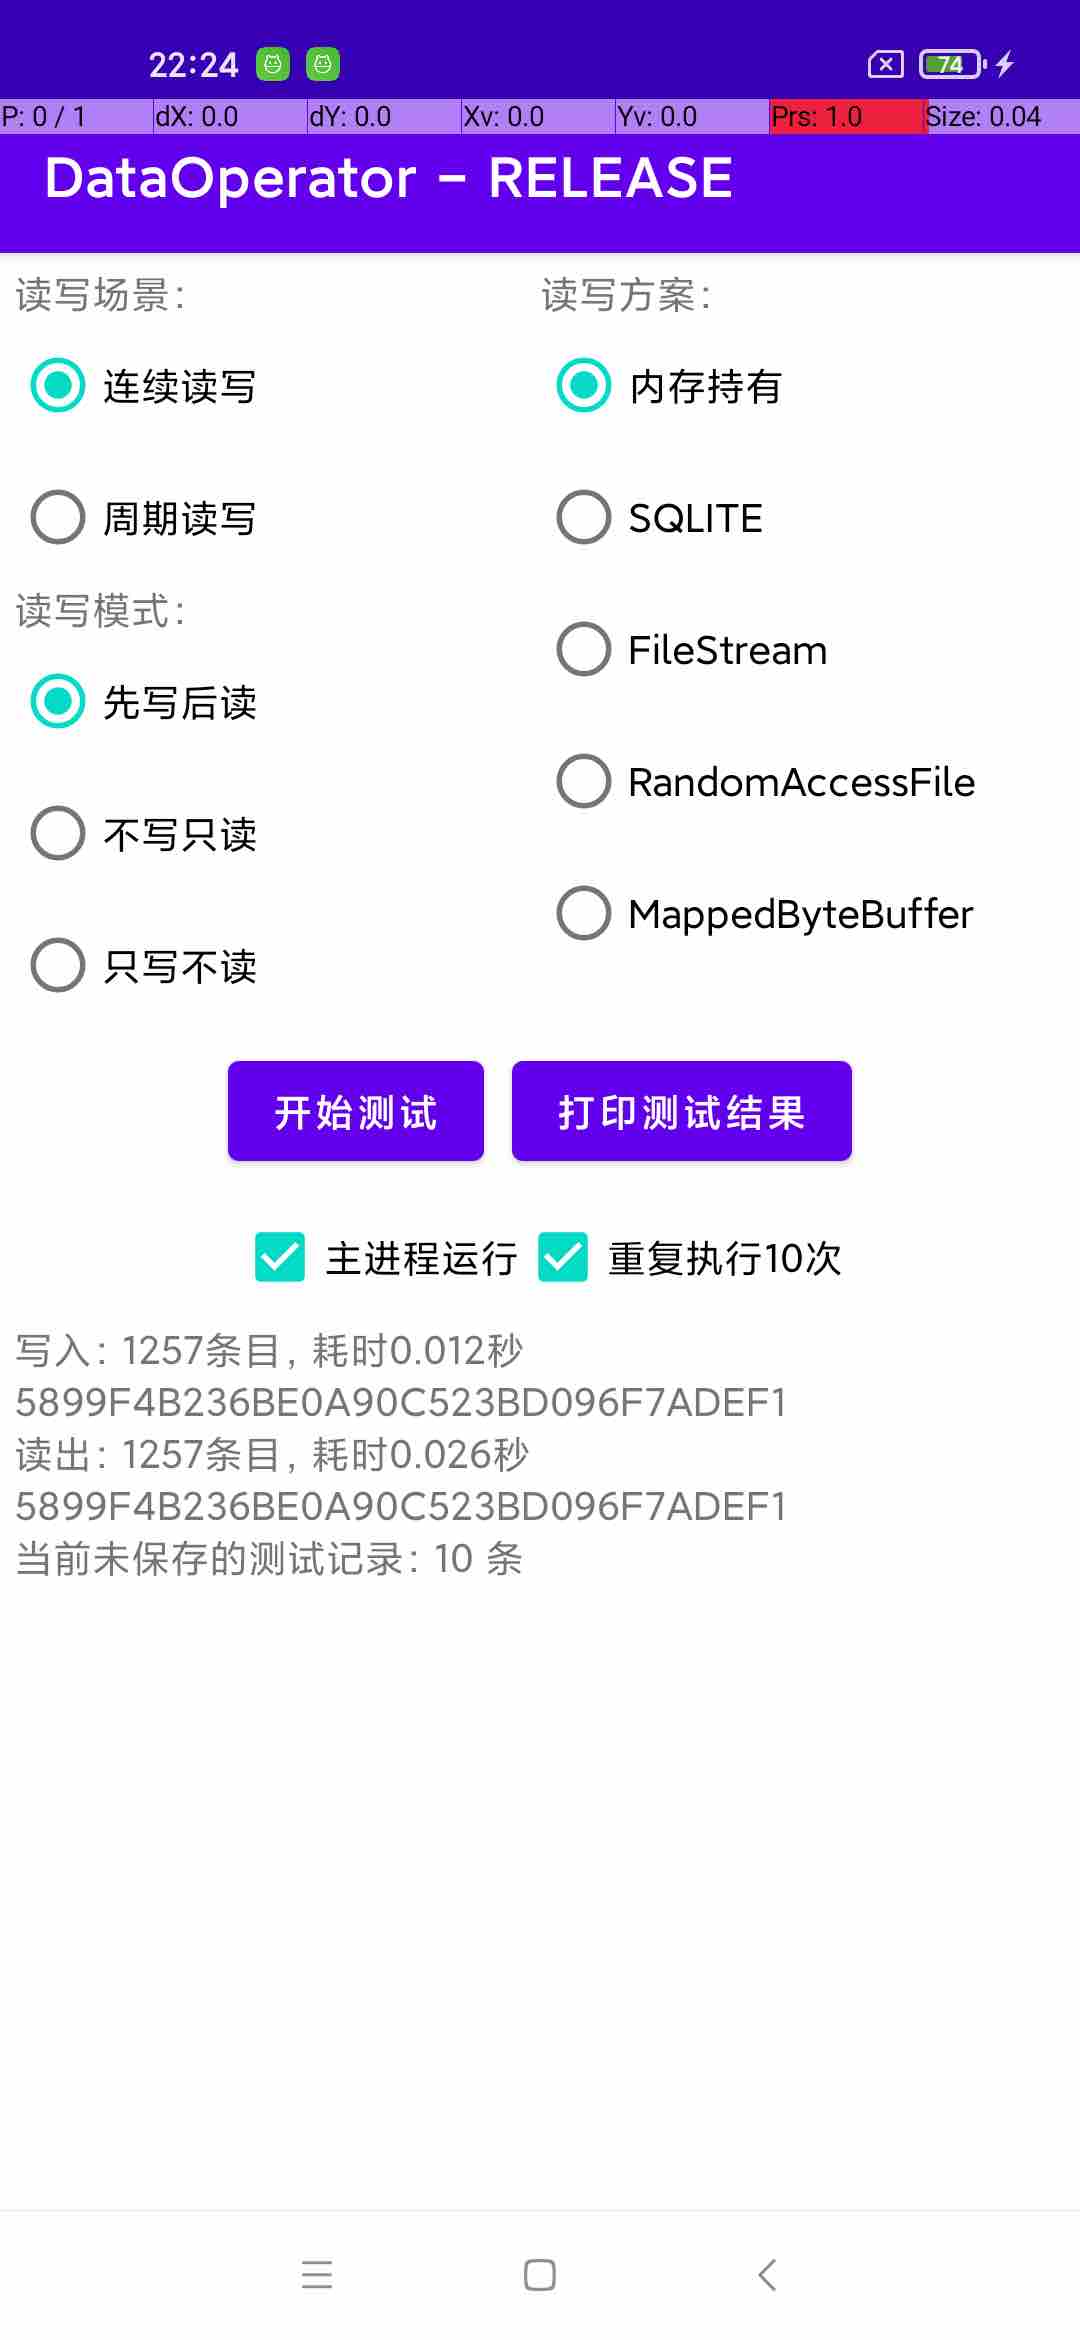 22:24
74
P: 0 / 1 dX: 0.0 dY: 0.0 Xv: 0.0 Yv: 0.0 Prs: 1.0 Size: 0.04
DataOperator – RELEASE
读写场景:
连续读写
周期读写
读写模式:
先写后读
不写只读
只写不读
读写方案:
内存持有
SQLITE
FileStream
RandomAccessFile
MappedByteBuffer
开始测试
打印测试结果
主进程运行
重复执行10次
写入: 1257条目, 耗时0.012秒
5899F4B236BE0A90C523BD096F7ADEF1
读出: 1257条目, 耗时0.026秒
5899F4B236BE0A90C523BD096F7ADEF1
当前未保存的测试记录: 10 条